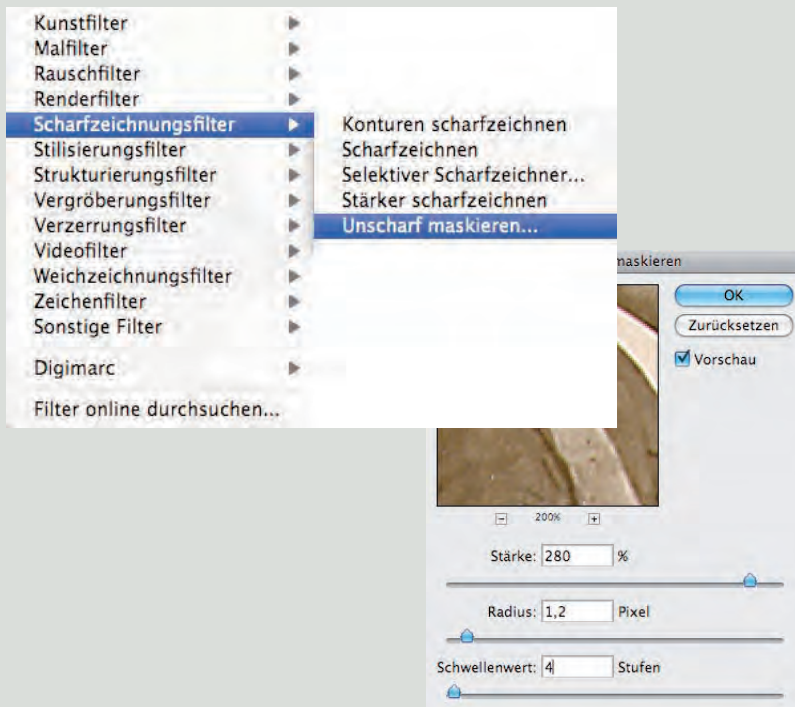 Kunstfilter
Malfilter
Rauschfilter
Renderfilter
Scharfzeichnungsfilter
Stilisierungsfilter
Strukturierungsfilter
Vergröberungsfilter
Verzerrungsfilter
Videofilter
Weichzeichnungsfilter
Zeichenfilter
Sonstige Filter
Digimarc
Filter online durchsuchen...
Konturen scharfzeichnen
Scharfzeichnen
Selektiver Scharfzeichner...
Stärker scharfzeichnen
Unscharf maskieren...
maskieren
OK
Zurücksetzen
Vorschau
200%
Stärke: 280 %
Radius: 1,2 Pixel
Schwellenwert: 4 Stufen